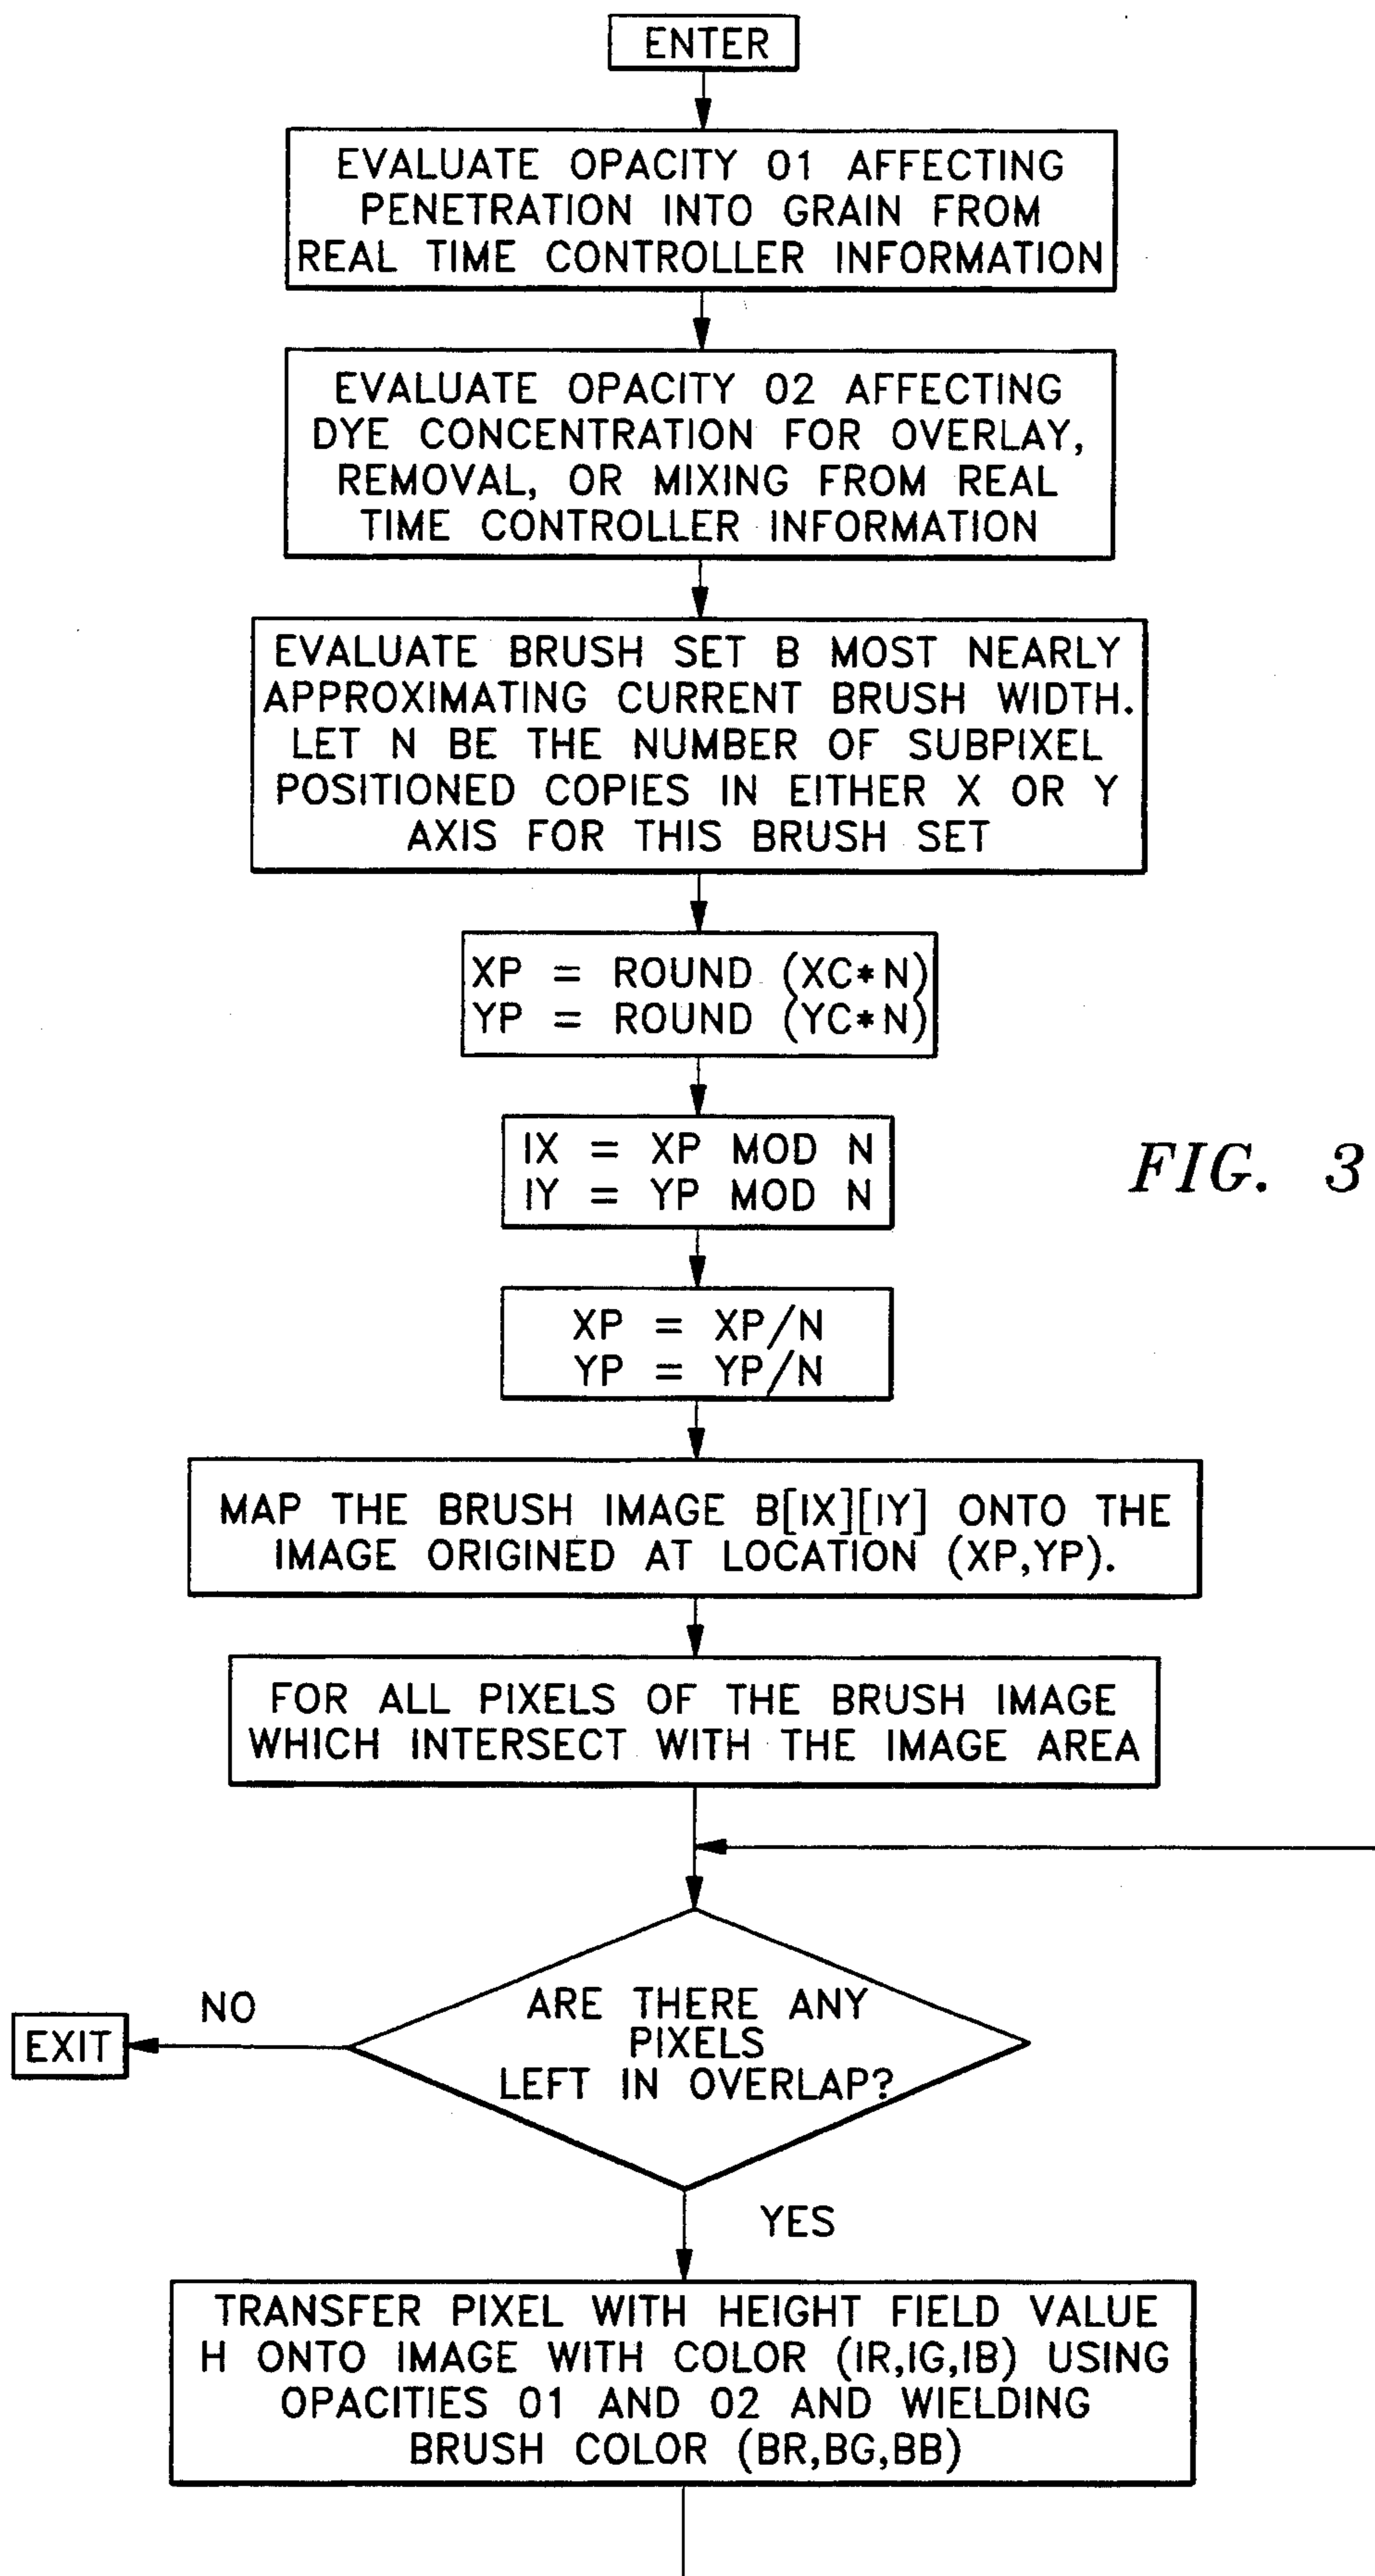 ENTER
EVALUATE OPACITY O1 AFFECTING
PENETRATION INTO GRAIN FROM
REAL TIME CONTROLLER INFORMATION
EVALUATE OPACITY O2 AFFECTING
DYE CONCENTRATION FOR OVERLAY,
REMOVAL, OR MIXING FROM REAL
TIME CONTROLLER INFORMATION
EVALUATE BRUSH SET B MOST NEARLY
APPROXIMATING CURRENT BRUSH WIDTH.
LET N BE THE NUMBER OF SUBPIXEL
POSITIONED COPIES IN EITHER X OR Y
AXIS FOR THIS BRUSH SET
XP = ROUND (XC*N)
YP = ROUND (YC*N)
IX = XP MOD N
IY = YP MOD N
FIG. 3
XP = XP/N
YP = YP/N
MAP THE BRUSH IMAGE B[IX][IY] ONTO THE
IMAGE ORIGINED AT LOCATION (XP,YP).
FOR ALL PIXELS OF THE BRUSH IMAGE
WHICH INTERSECT WITH THE IMAGE AREA
ARE THERE ANY
PIXELS
LEFT IN OVERLAP?
NO
EXIT
YES
TRANSFER PIXEL WITH HEIGHT FIELD VALUE
H ONTO IMAGE WITH COLOR (IR,IG,IB) USING
OPACITIES O1 AND O2 AND WIELDING
BRUSH COLOR (BR,BG,BB)